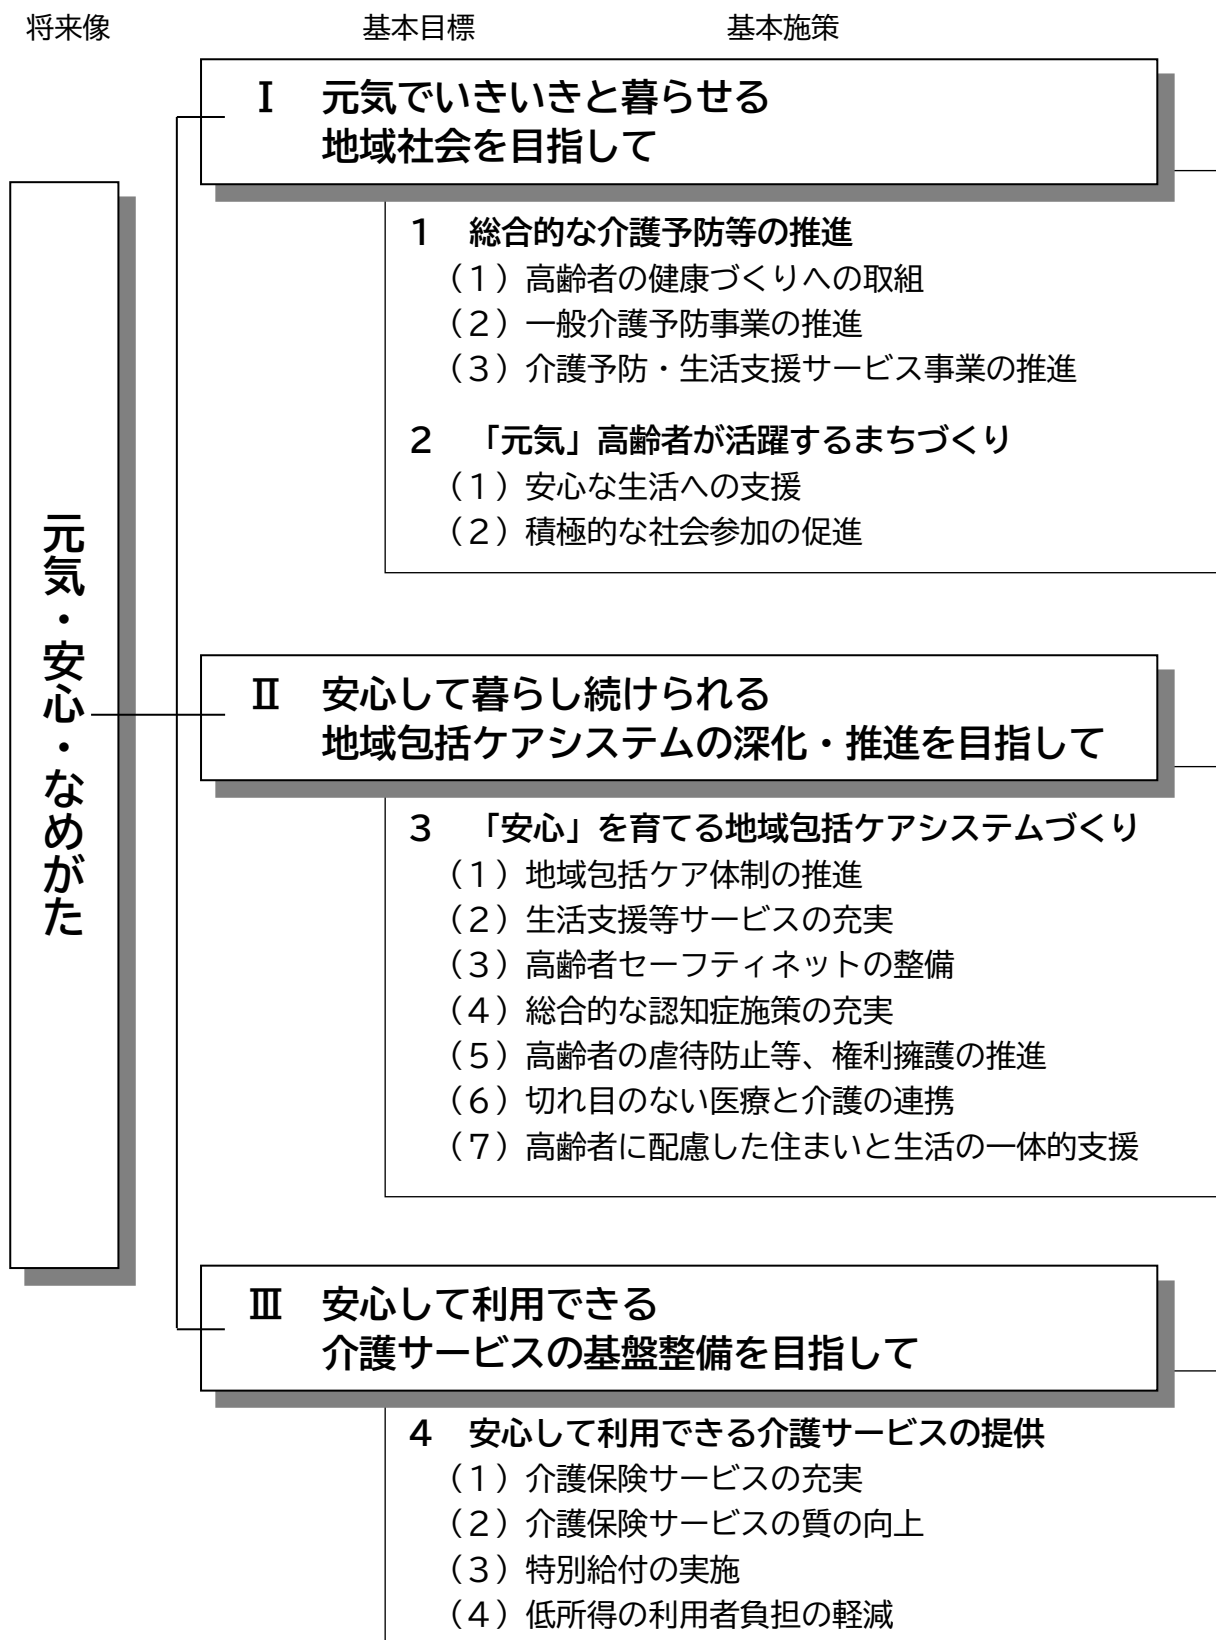 将来像 基本目標 基本施策
Ⅰ 元気でいきいきと暮らせる
地域社会を目指して
1 総合的な介護予防等の推進
（1）高齢者の健康づくりへの取組
（2）一般介護予防事業の推進
（3）介護予防・生活支援サービス事業の推進
2 「元気」高齢者が活躍するまちづくり
（1）安心な生活への支援
（2）積極的な社会参加の促進
元気・安心・なめがた
Ⅱ 安心して暮らし続けられる
地域包括ケアシステムの深化・推進を目指して
3 「安心」を育てる地域包括ケアシステムづくり
（1）地域包括ケア体制の推進
（2）生活支援等サービスの充実
（3）高齢者セーフティネットの整備
（4）総合的な認知症施策の充実
（5）高齢者の虐待防止等、権利擁護の推進
（6）切れ目のない医療と介護の連携
（7）高齢者に配慮した住まいと生活の一体的支援
Ⅲ 安心して利用できる
介護サービスの基盤整備を目指して
4 安心して利用できる介護サービスの提供
（1）介護保険サービスの充実
（2）介護保険サービスの質の向上
（3）特別給付の実施
（4）低所得の利用者負担の軽減